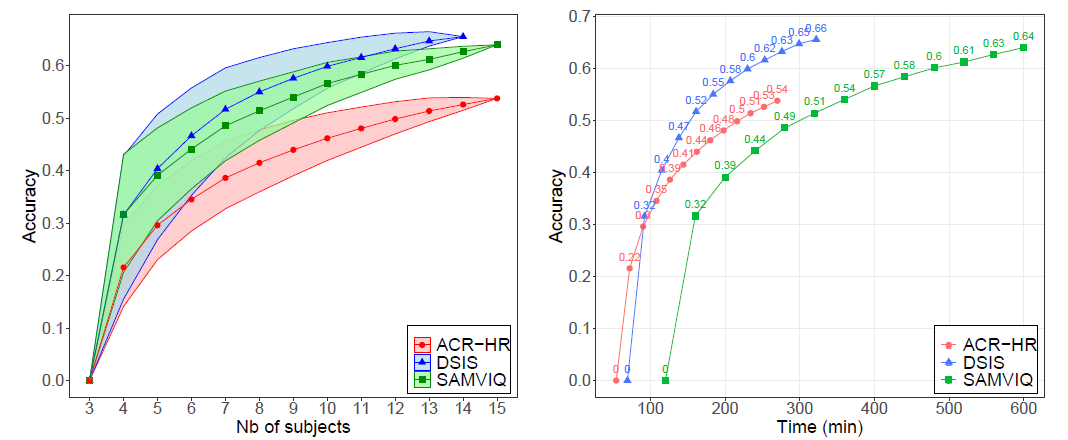 0.6
0.5
0.4
0.3
0.2
0.1
0.0
Accuracy
3 4 5 6 7 8 9 10 11 12 13 14 15
Nb of subjects
ACR−HR
DSIS
SAMVIQ
0.7
0.6
0.5
0.4
0.3
0.2
0.1
0.0
Accuracy
0 0.22 0.3 0.35 0.39 0.41 0.44 0.46 0.48 0.5 0.51 0.53 0.54
0 0.32 0.4 0.47 0.52 0.55 0.58 0.6 0.62 0.63 0.65 0.66
0 0.32 0.39 0.44 0.49 0.51 0.54 0.57 0.58 0.6 0.61 0.63 0.64
100 200 300 400 500 600
Time (min)
ACR−HR
DSIS
SAMVIQ